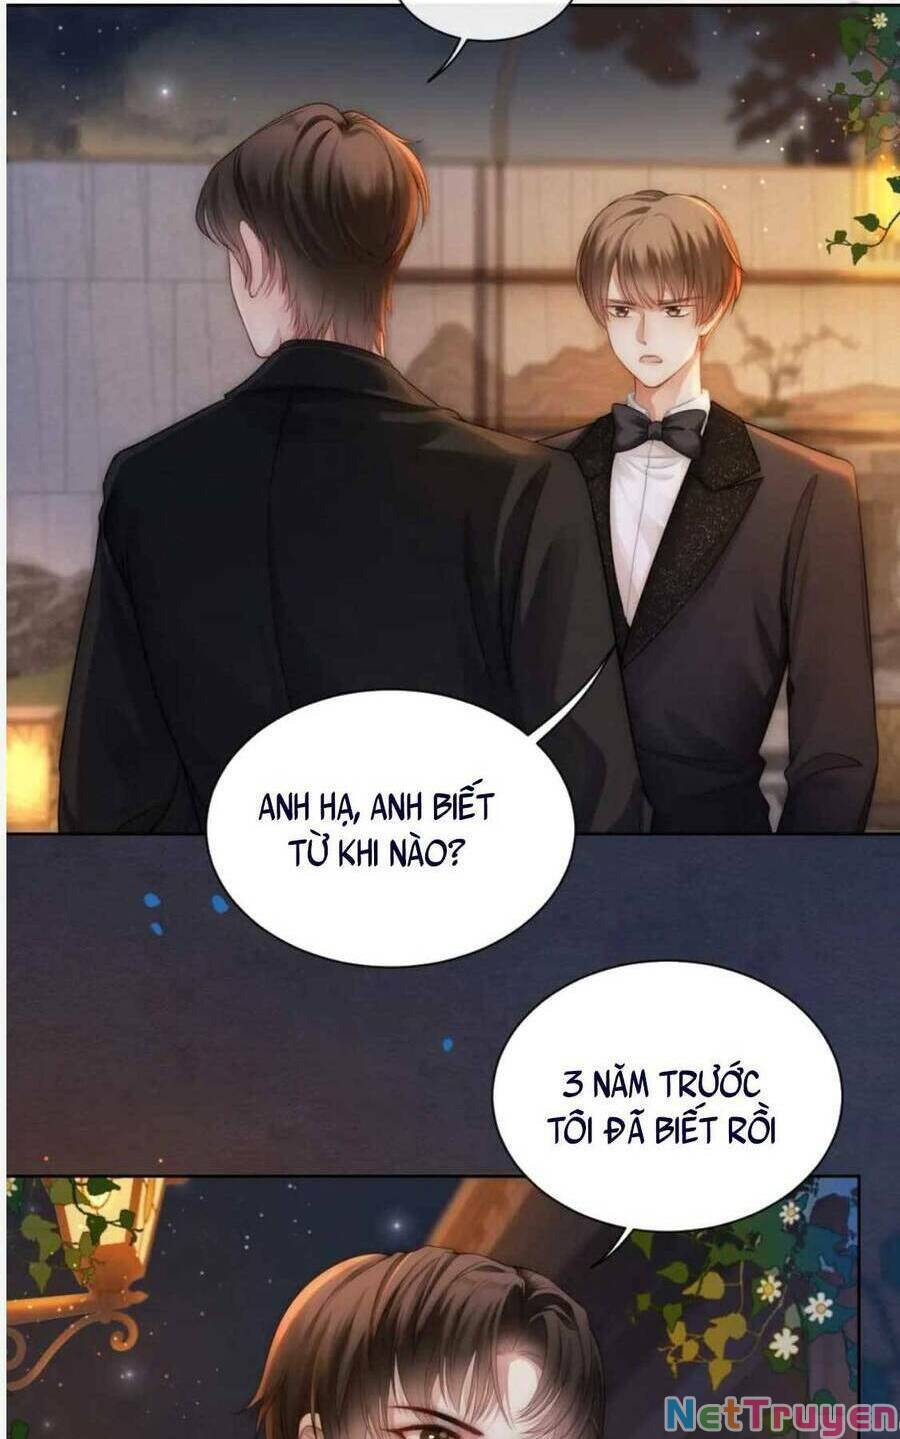 ANH HẠ, ANH BIẾT
TỪ KHI NÀO?
3 NĂM TRƯỚC
TÔI ĐÃ BIẾT RỒI
NetTruyen